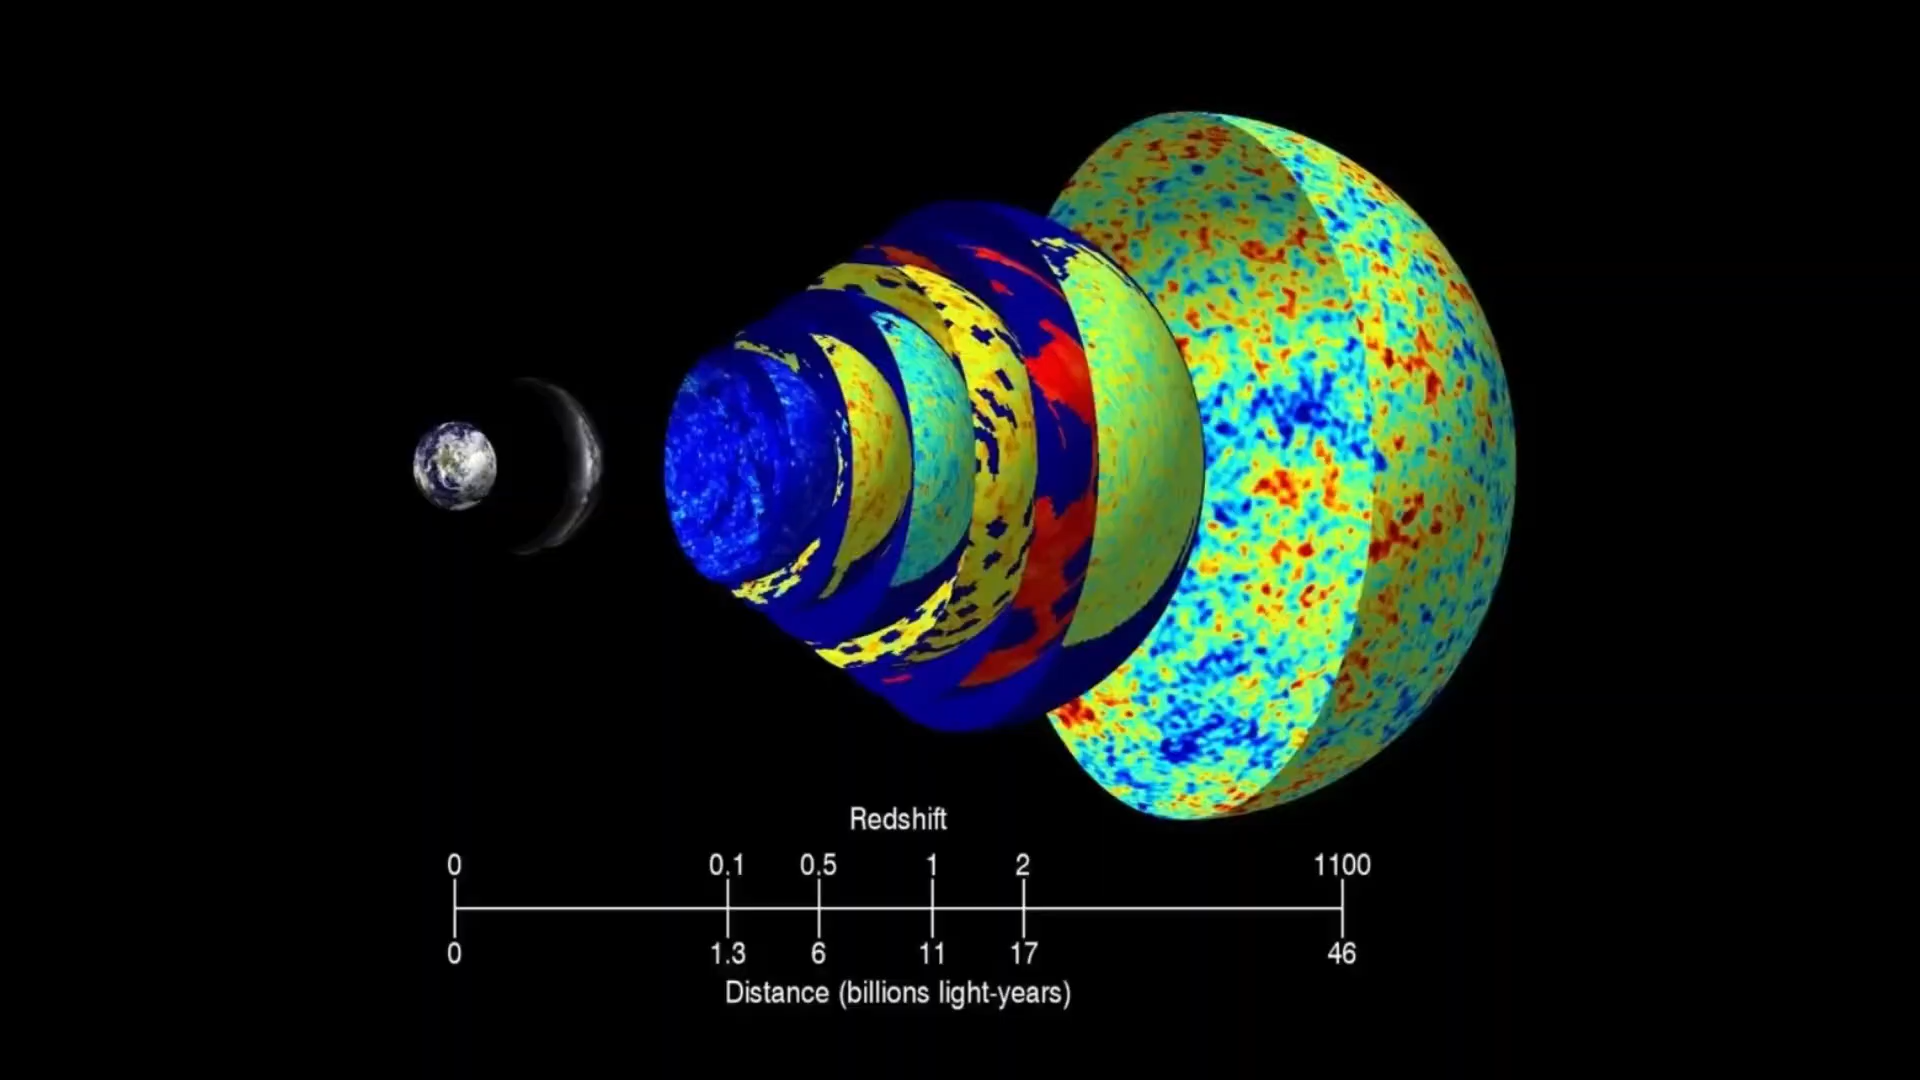 Redshift
0 0.1 0.5 1 2 1100
0 1.3 6 11 17 46
Distance (billions light-years)